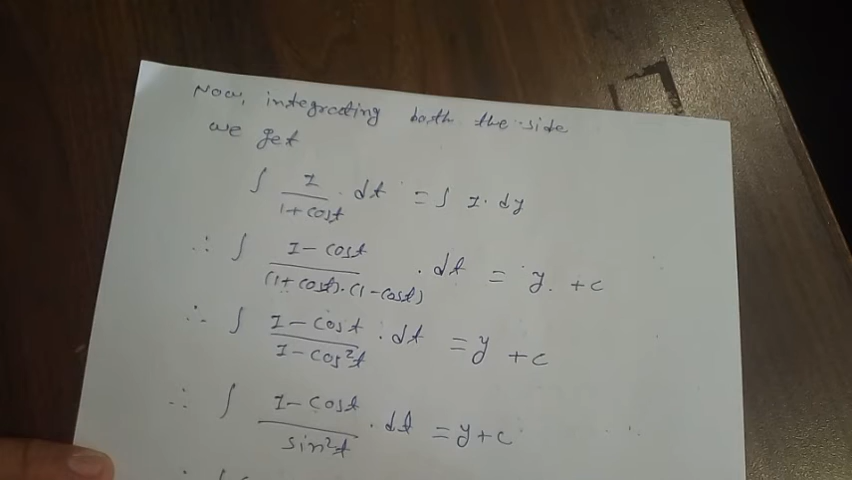 Now, integrating both the side
we get
∫ 1/(1+cost) . dt = ∫ 1. dy
∴ ∫ (1-cost)/((1+cost).(1-cost)) . dt = y. +c
∴ ∫ (1-cost)/(1-cos²t) . dt = y +c
∴ ∫ (1-cost)/(sin²t) . dt = y+c